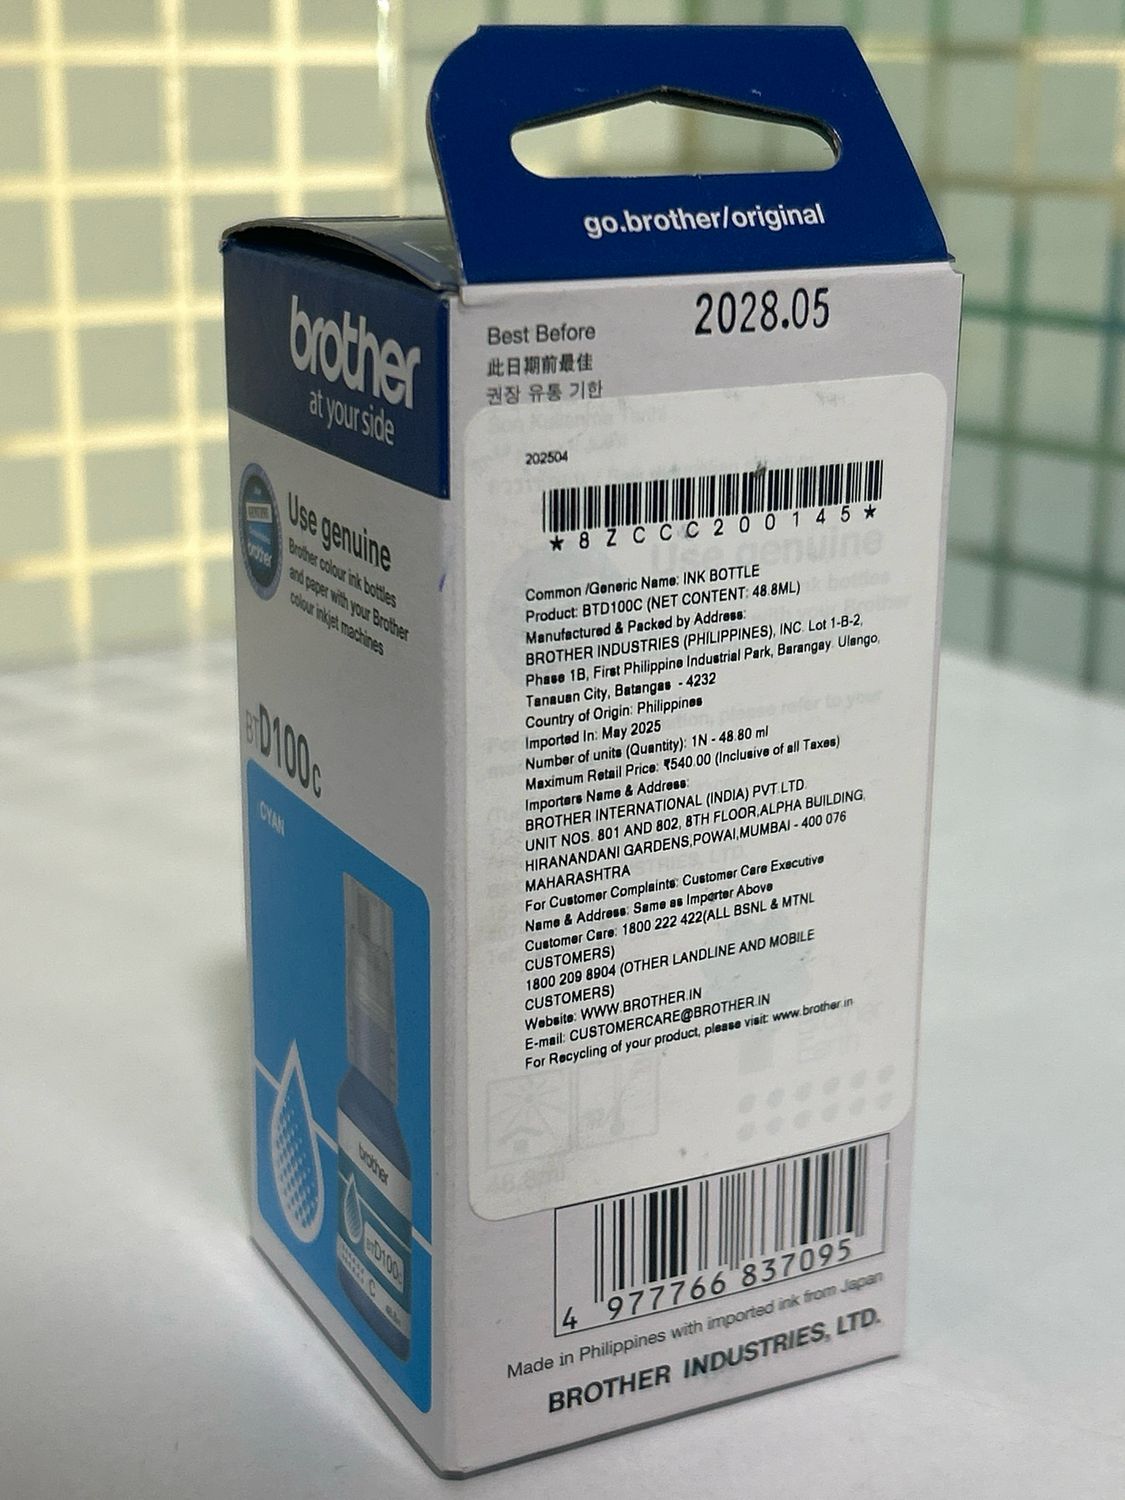 go.brother/original
brother
at your side
Use genuine
Brother colour ink bottles
and paper with your Brother
colour inkjet machines
BTD100C
CYAN
brother
BTD100C
C
Best Before
2028.05
此日期前最佳
권장 유통 기한
202504
*8ZCCC200145*
Common /Generic Name: INK BOTTLE
Product: BTD100C (NET CONTENT: 48.8ML)
Manufactured & Packed by Address:
BROTHER INDUSTRIES (PHILIPPINES), INC. Lot 1-B-2,
Phase 1B, First Philippine Industrial Park, Barangay. Ulango,
Tanauan City, Batangas - 4232
Country of Origin: Philippines
Imported In: May 2025
Number of units (Quantity): 1N - 48.80 ml
Maximum Retail Price: ₹540.00 (Inclusive of all Taxes)
Importers Name & Address:
BROTHER INTERNATIONAL (INDIA) PVT.LTD.
UNIT NOS. 801 AND 802, 8TH FLOOR,ALPHA BUILDING,
HIRANANDANI GARDENS,POWAI,MUMBAI - 400 076
MAHARASHTRA
For Customer Complaints: Customer Care Executive
Name & Address: Same as Importer Above
Customer Care: 1800 222 422(ALL BSNL & MTNL
CUSTOMERS)
1800 209 8904 (OTHER LANDLINE AND MOBILE
CUSTOMERS)
Website: WWW.BROTHER.IN
E-mail: CUSTOMERCARE@BROTHER.IN
For Recycling of your product, please visit: www.brother.in
4 977766 837095
Made in Philippines with imported ink from Japan
BROTHER INDUSTRIES, LTD.